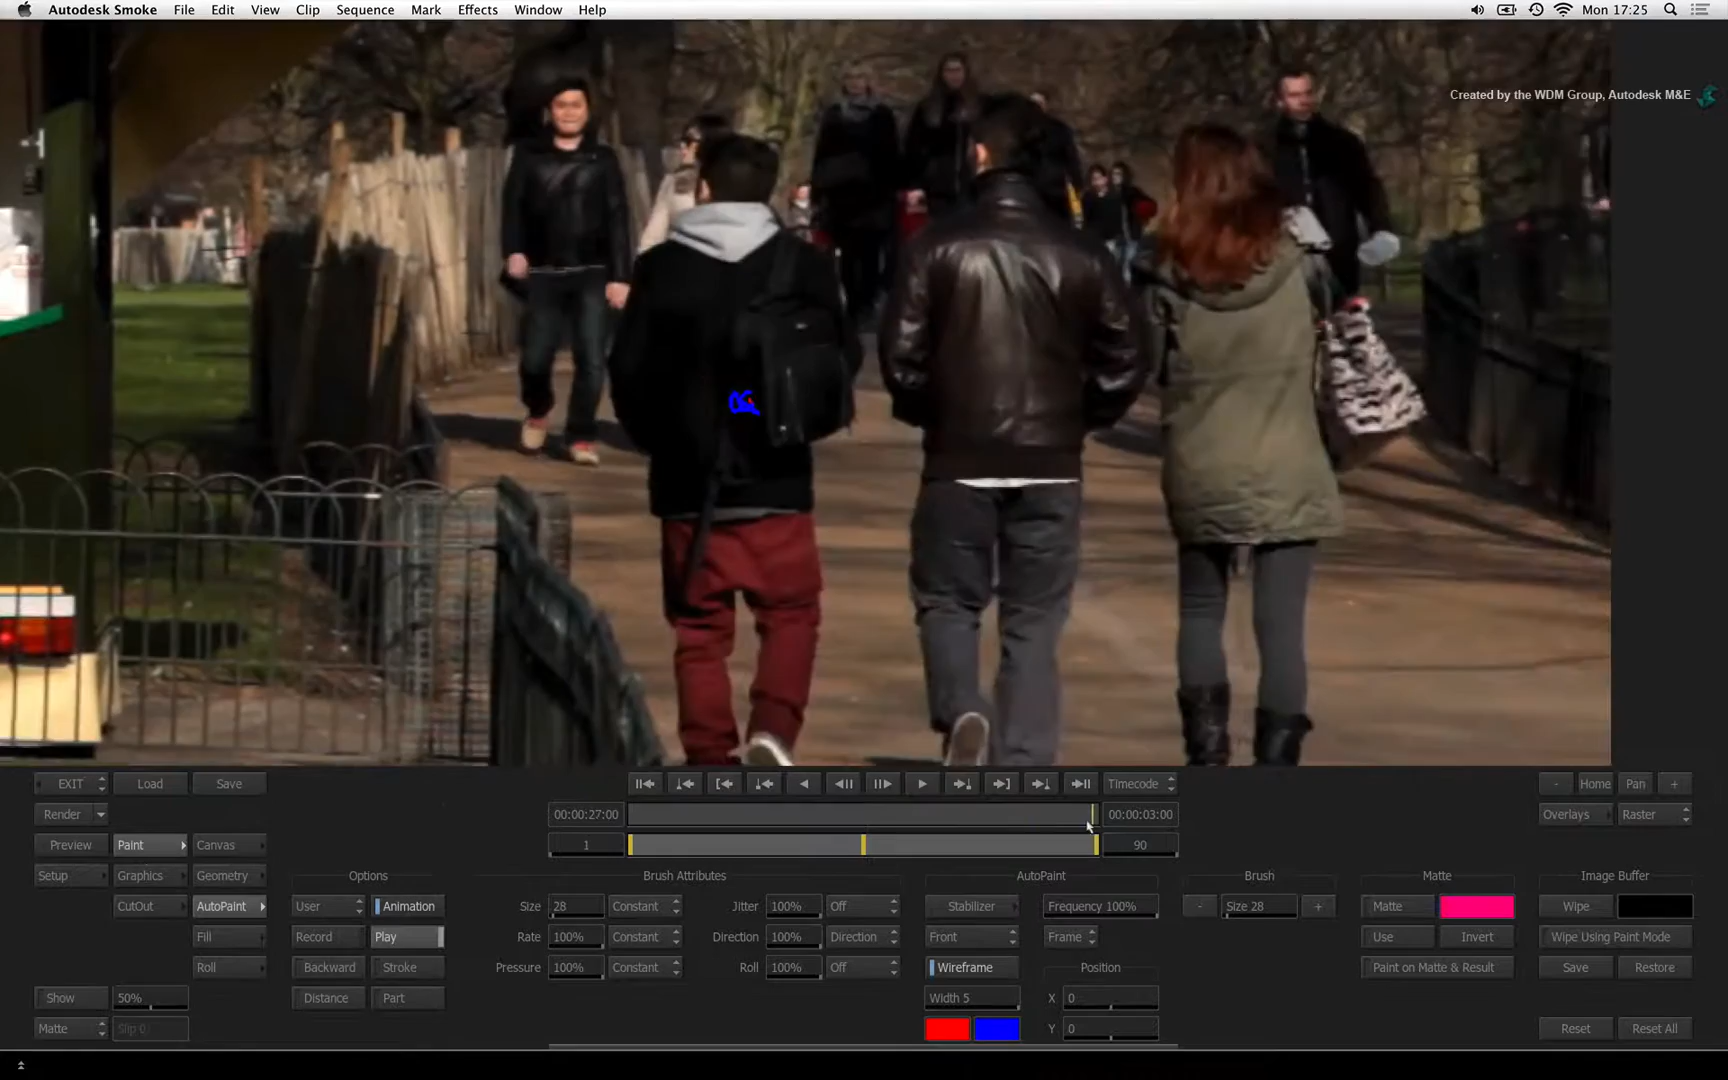 Autodesk Smoke File Edit View Clip Sequence Mark Effects Window Help Mon 17:25
Created by the WDM Group, Autodesk M&E
EXIT Load Save Timecode - Home Pan +
Render 00:00:27:00 00:00:03:00 Overlays Raster
Preview Paint Canvas 1 90
Setup Graphics Geometry Options Brush Attributes AutoPaint Brush Matte Image Buffer
CutOut AutoPaint User Animation Size 28 Constant Jitter 100% Off Stabilizer Frequency 100% - Size 28 + Matte Wipe
Fill Record Play Rate 100% Constant Direction 100% Direction Front Frame Use Invert Wipe Using Paint Mode
Roll Backward Stroke Pressure 100% Constant Roll 100% Off Wireframe Position Paint on Matte & Result Save Restore
Show 50% Distance Part Width 5 X 0
Matte Slip 0 Y 0 Reset Reset All